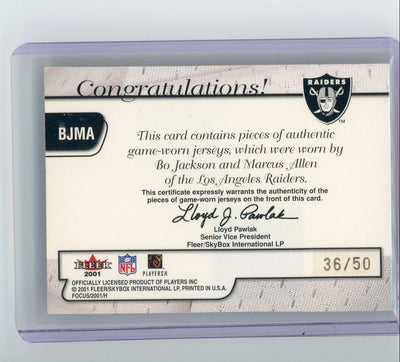 Congratulations!
RAIDERS
TM
BJMA
This card contains pieces of authentic
game-worn jerseys, which were worn by
Bo Jackson and Marcus Allen
of the Los Angeles Raiders.
This certificate expressly warrants the authenticity of the
pieces of game-worn jerseys on the front of this card.
Lloyd J. Pawlak
Lloyd Pawlak
Senior Vice President
Fleer/SkyBox International LP
FLEER
2001
NFL
PLAYERS INC
36/50
OFFICIALLY LICENSED PRODUCT OF PLAYERS INC
© 2001 FLEER/SKYBOX INTERNATIONAL LP, PRINTED IN U.S.A.
FOCUS/2001/H